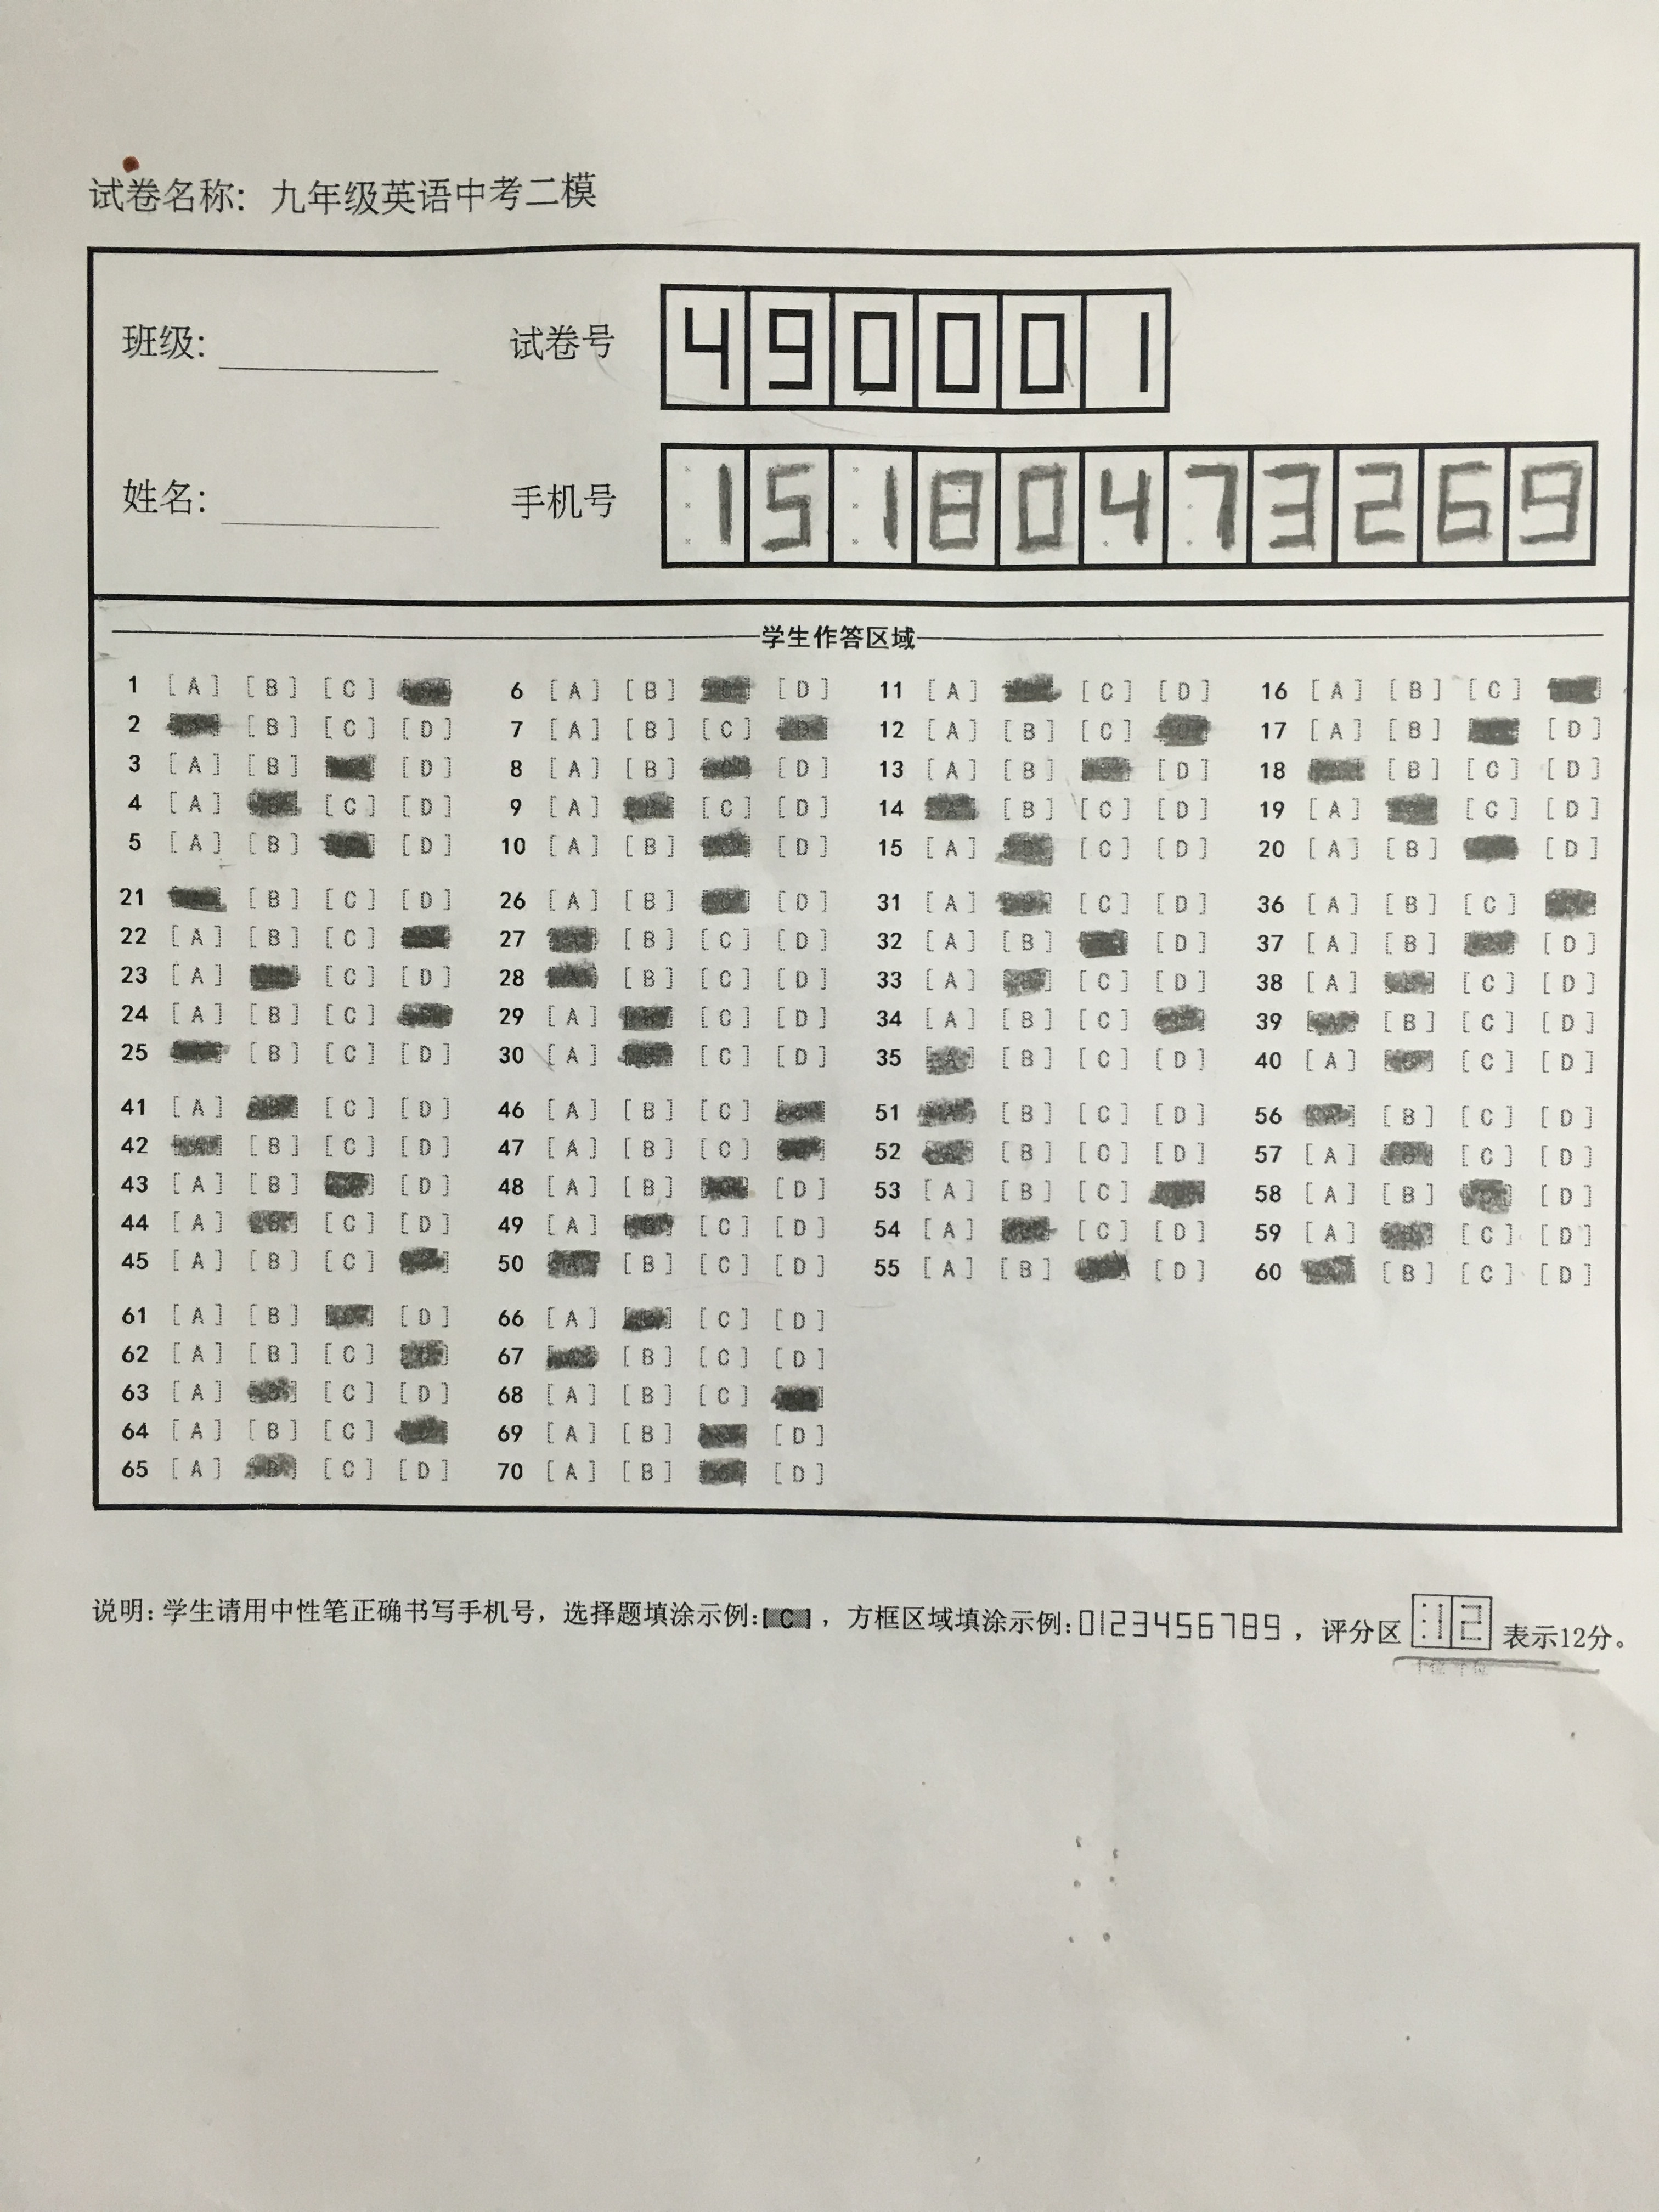 试卷名称: 九年级英语中考二模
班级: 试卷号 490001
姓名: 手机号 15180473269
学生作答区域
1 [A] [B] [C] 6 [A] [B] [D] 11 [A] [C] [D] 16 [A] [B] [C]
2 [B] [C] [D] 7 [A] [B] [C] [D] 12 [A] [B] [C] 17 [A] [B] [D]
3 [A] [B] [D] 8 [A] [B] [D] 13 [A] [B] [D] 18 [B] [C] [D]
4 [A] [C] [D] 9 [A] [C] [D] 14 [B] [C] [D] 19 [A] [C] [D]
5 [A] [B] [D] 10 [A] [B] [D] 15 [A] [C] [D] 20 [A] [B] [D]
21 [B] [C] [D] 26 [A] [B] [D] 31 [A] [C] [D] 36 [A] [B] [C]
22 [A] [B] [C] 27 [B] [C] [D] 32 [A] [B] [D] 37 [A] [B] [D]
23 [A] [C] [D] 28 [B] [C] [D] 33 [A] [C] [D] 38 [A] [C] [D]
24 [A] [B] [C] 29 [A] [C] [D] 34 [A] [B] [C] 39 [B] [C] [D]
25 [B] [C] [D] 30 [A] [C] [D] 35 [A] [B] [C] [D] 40 [A] [C] [D]
41 [A] [C] [D] 46 [A] [B] [C] 51 [B] [C] [D] 56 [B] [C] [D]
42 [B] [C] [D] 47 [A] [B] [C] 52 [B] [C] [D] 57 [A] [C] [D]
43 [A] [B] [D] 48 [A] [B] [D] 53 [A] [B] [C] 58 [A] [B] [D]
44 [A] [C] [D] 49 [A] [C] [D] 54 [A] [C] [D] 59 [A] [C] [D]
45 [A] [B] [C] 50 [B] [C] [D] 55 [A] [B] [D] 60 [B] [C] [D]
61 [A] [B] [D] 66 [A] [C] [D]
62 [A] [B] [C] 67 [B] [C] [D]
63 [A] [C] [D] 68 [A] [B] [C]
64 [A] [B] [C] 69 [A] [B] [D]
65 [A] [C] [D] 70 [A] [B] [D]
说明: 学生请用中性笔正确书写手机号, 选择题填涂示例:[C], 方框区域填涂示例:0123456789, 评分区 12 表示12分。